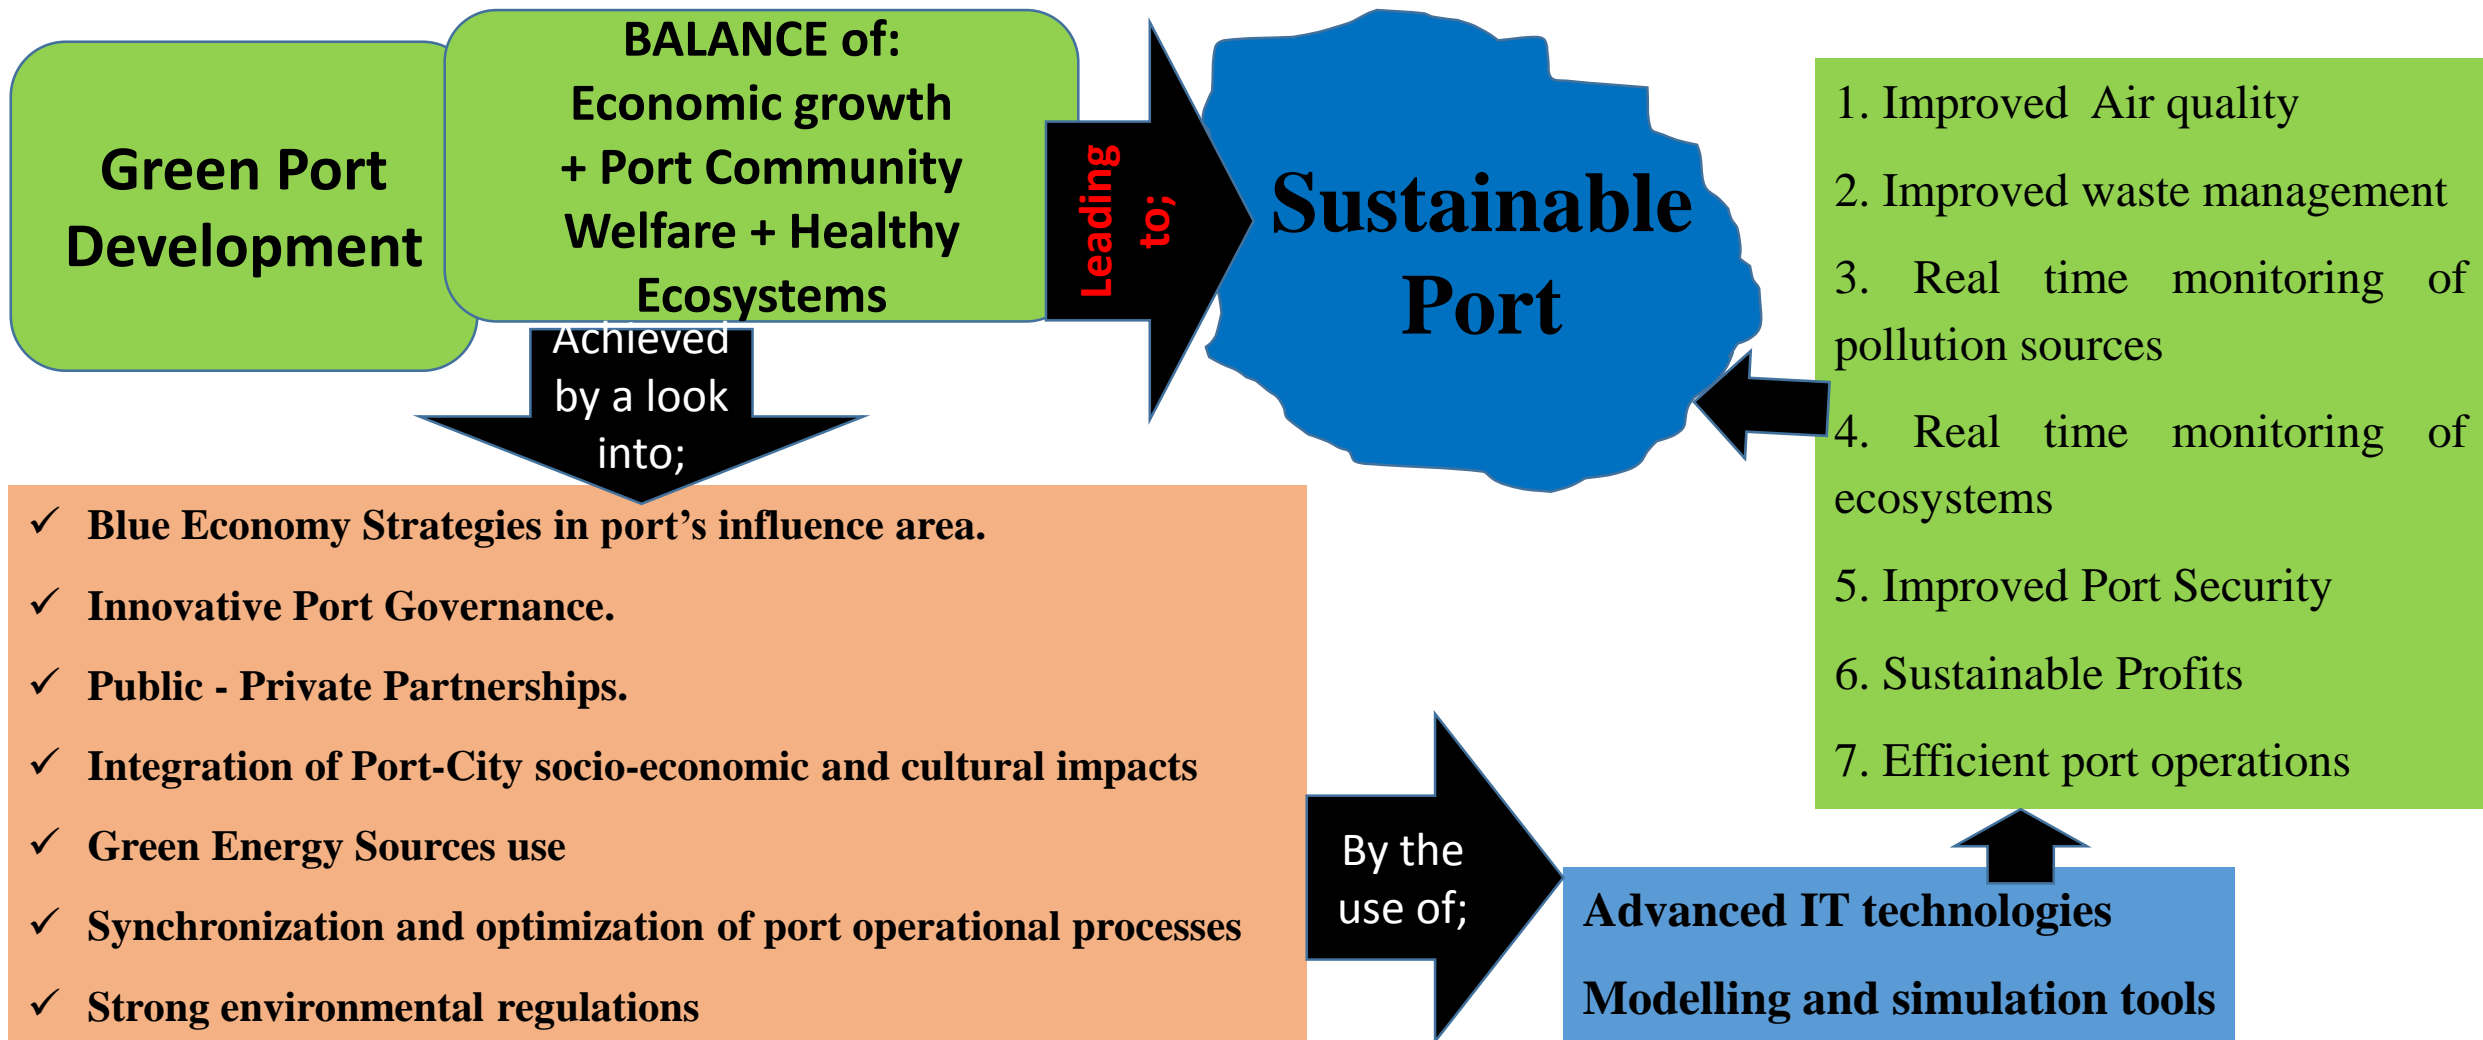 Green Port
Development
BALANCE of:
Economic growth
+ Port Community
Welfare + Healthy
Ecosystems
Leading
to;
Sustainable
Port
Achieved
by a look
into;
✓ Blue Economy Strategies in port’s influence area.
✓ Innovative Port Governance.
✓ Public - Private Partnerships.
✓ Integration of Port-City socio-economic and cultural impacts
✓ Green Energy Sources use
✓ Synchronization and optimization of port operational processes
✓ Strong environmental regulations
By the
use of;
Advanced IT technologies
Modelling and simulation tools
1. Improved Air quality
2. Improved waste management
3. Real time monitoring of
pollution sources
4. Real time monitoring of
ecosystems
5. Improved Port Security
6. Sustainable Profits
7. Efficient port operations